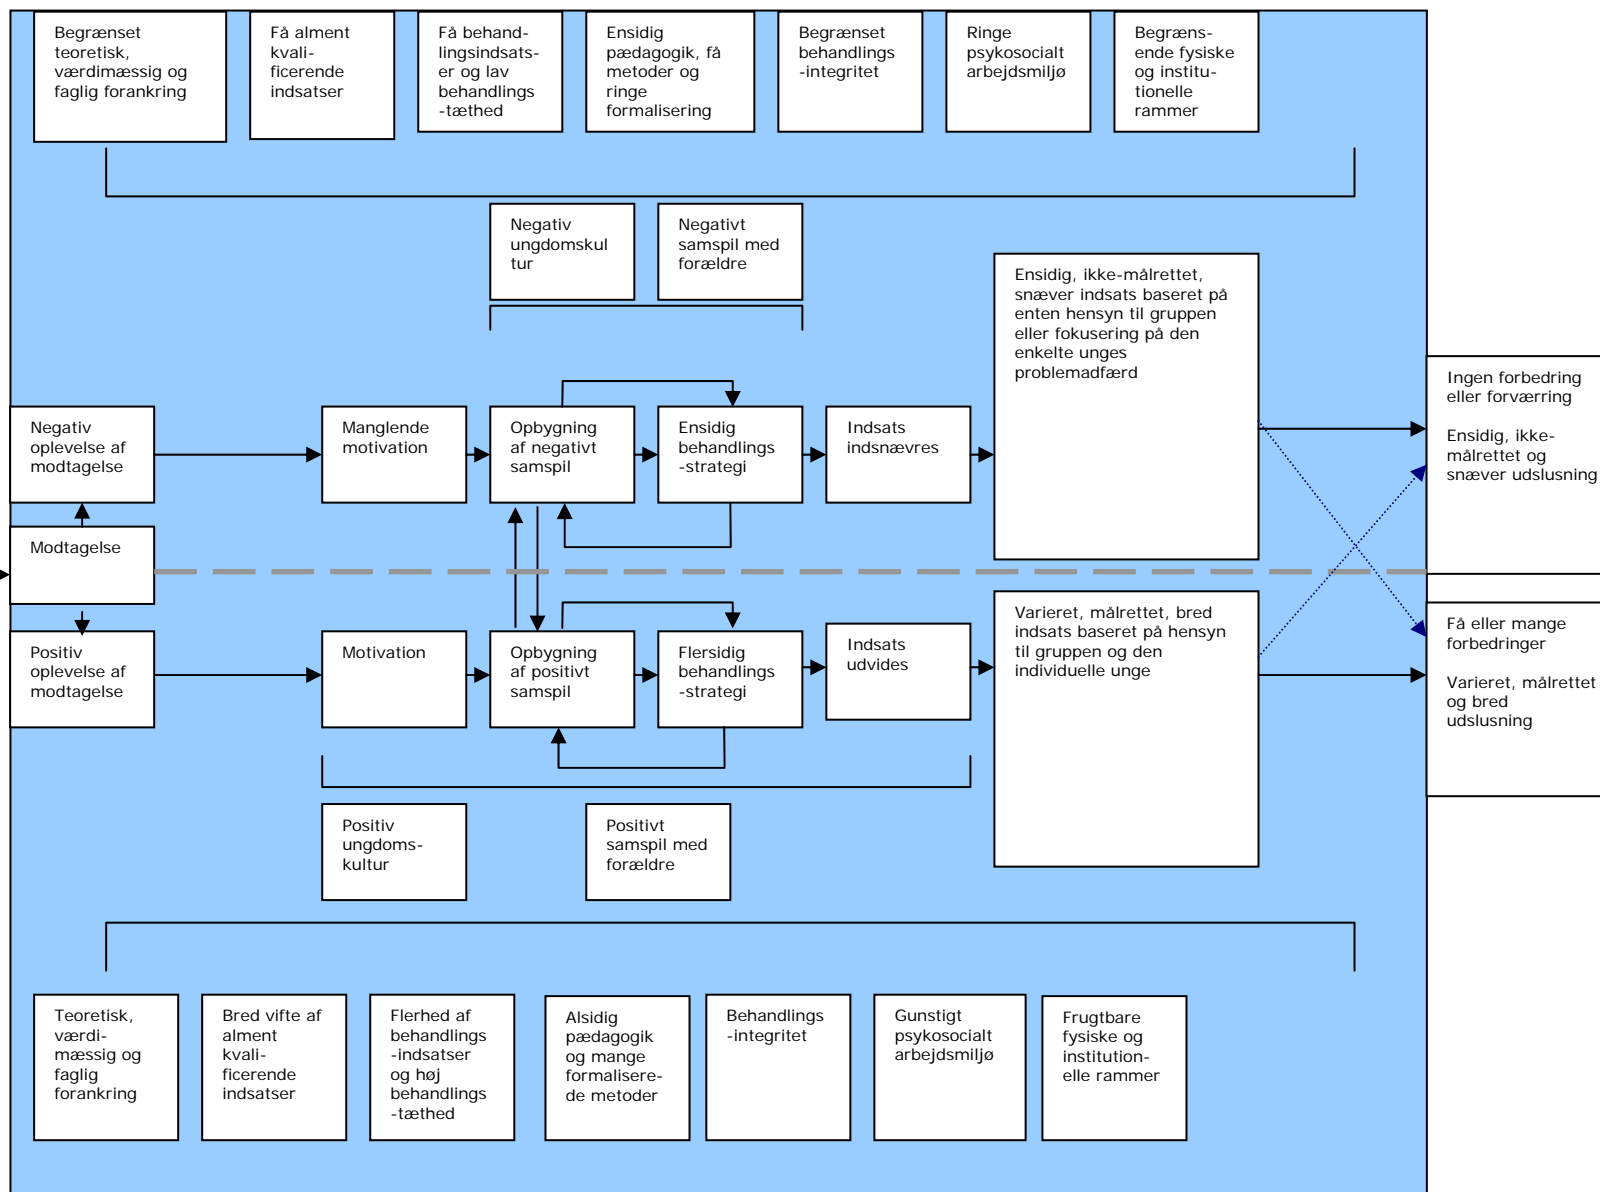 Begrænset
teoretisk,
værdimæssig og
faglig forankring
Få alment
kvali-
ficerende
indsatser
Få behand-
lingsindsats-
er og lav
behandlings
-tæthed
Ensidig
pædagogik, få
metoder og
ringe
formalisering
Begrænset
behandlings
-integritet
Ringe
psykosocialt
arbejdsmiljø
Begræns-
ende fysiske
og institu-
tionelle
rammer
Negativ
ungdomskul
tur
Negativt
samspil med
forældre
Ensidig, ikke-målrettet,
snæver indsats baseret på
enten hensyn til gruppen
eller fokusering på den
enkelte unges
problemadfærd
Ingen forbedring
eller forværring
Ensidig, ikke-
målrettet og
snæver udslusning
Negativ
oplevelse af
modtagelse
Manglende
motivation
Opbygning
af negativt
samspil
Ensidig
behandlings
-strategi
Indsats
indsnævres
Modtagelse
Positiv
oplevelse af
modtagelse
Motivation
Opbygning
af positivt
samspil
Flersidig
behandlings
-strategi
Indsats
udvides
Varieret, målrettet, bred
indsats baseret på hensyn
til gruppen og den
individuelle unge
Få eller mange
forbedringer
Varieret, målrettet
og bred
udslusning
Positiv
ungdoms-
kultur
Positivt
samspil med
forældre
Teoretisk,
værdi-
mæssig og
faglig
forankring
Bred vifte af
alment
kvali-
ficerende
indsatser
Flerhed af
behandlings
-indsatser
og høj
behandlings
-tæthed
Alsidig
pædagogik
og mange
formalisere-
de metoder
Behandlings
-integritet
Gunstigt
psykosocialt
arbejdsmiljø
Frugtbare
fysiske og
institution-
elle rammer